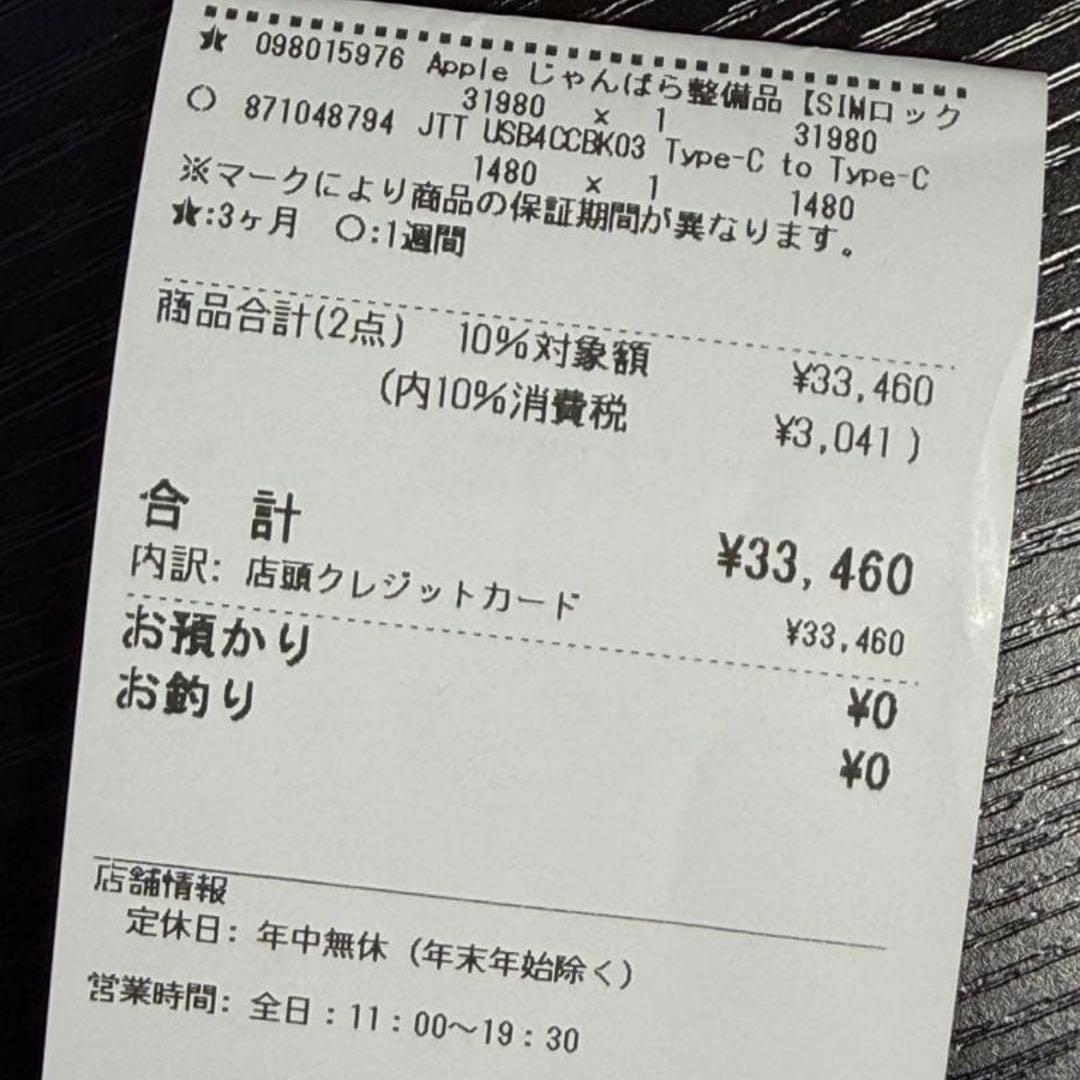 ★ 098015976 Apple じゃんぱら整備品【SIMロック
31980 × 1 31980
○ 871048794 JTT USB4CCBK03 Type-C to Type-C
1480 × 1 1480
※マークにより商品の保証期間が異なります。
★:3ヶ月 ○:1週間
商品合計(2点) 10%対象額 ¥33,460
(内10%消費税 ¥3,041 )
合 計 ¥33,460
内訳: 店頭クレジットカード ¥33,460
お預かり ¥0
お釣り ¥0
店舗情報
定休日: 年中無休 (年末年始除く)
営業時間: 全日:11:00～19:30